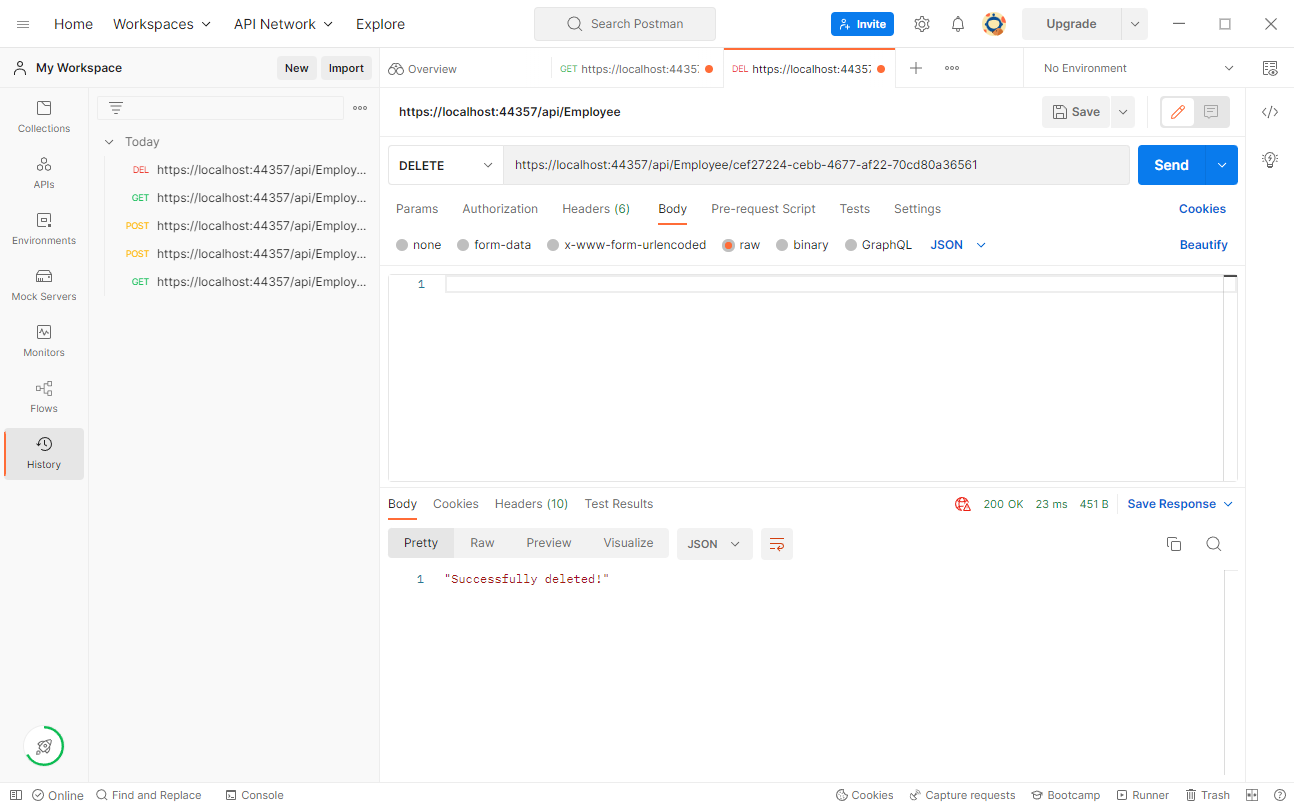 Home Workspaces API Network Explore Search Postman Invite Upgrade
My Workspace New Import Overview GET https://localhost:44357 DEL https://localhost:44357 No Environment
Collections
APIs
Environments
Mock Servers
Monitors
Flows
History
Today
DEL https://localhost:44357/api/Employ...
GET https://localhost:44357/api/Employ...
POST https://localhost:44357/api/Employ...
POST https://localhost:44357/api/Employ...
GET https://localhost:44357/api/Employ...
https://localhost:44357/api/Employee Save
DELETE https://localhost:44357/api/Employee/cef27224-cebb-4677-af22-70cd80a36561 Send
Params Authorization Headers (6) Body Pre-request Script Tests Settings Cookies
none form-data x-www-form-urlencoded raw binary GraphQL JSON Beautify
1
Body Cookies Headers (10) Test Results 200 OK 23 ms 451 B Save Response
Pretty Raw Preview Visualize JSON
1 "Successfully deleted!"
Online Find and Replace Console Cookies Capture requests Bootcamp Runner Trash